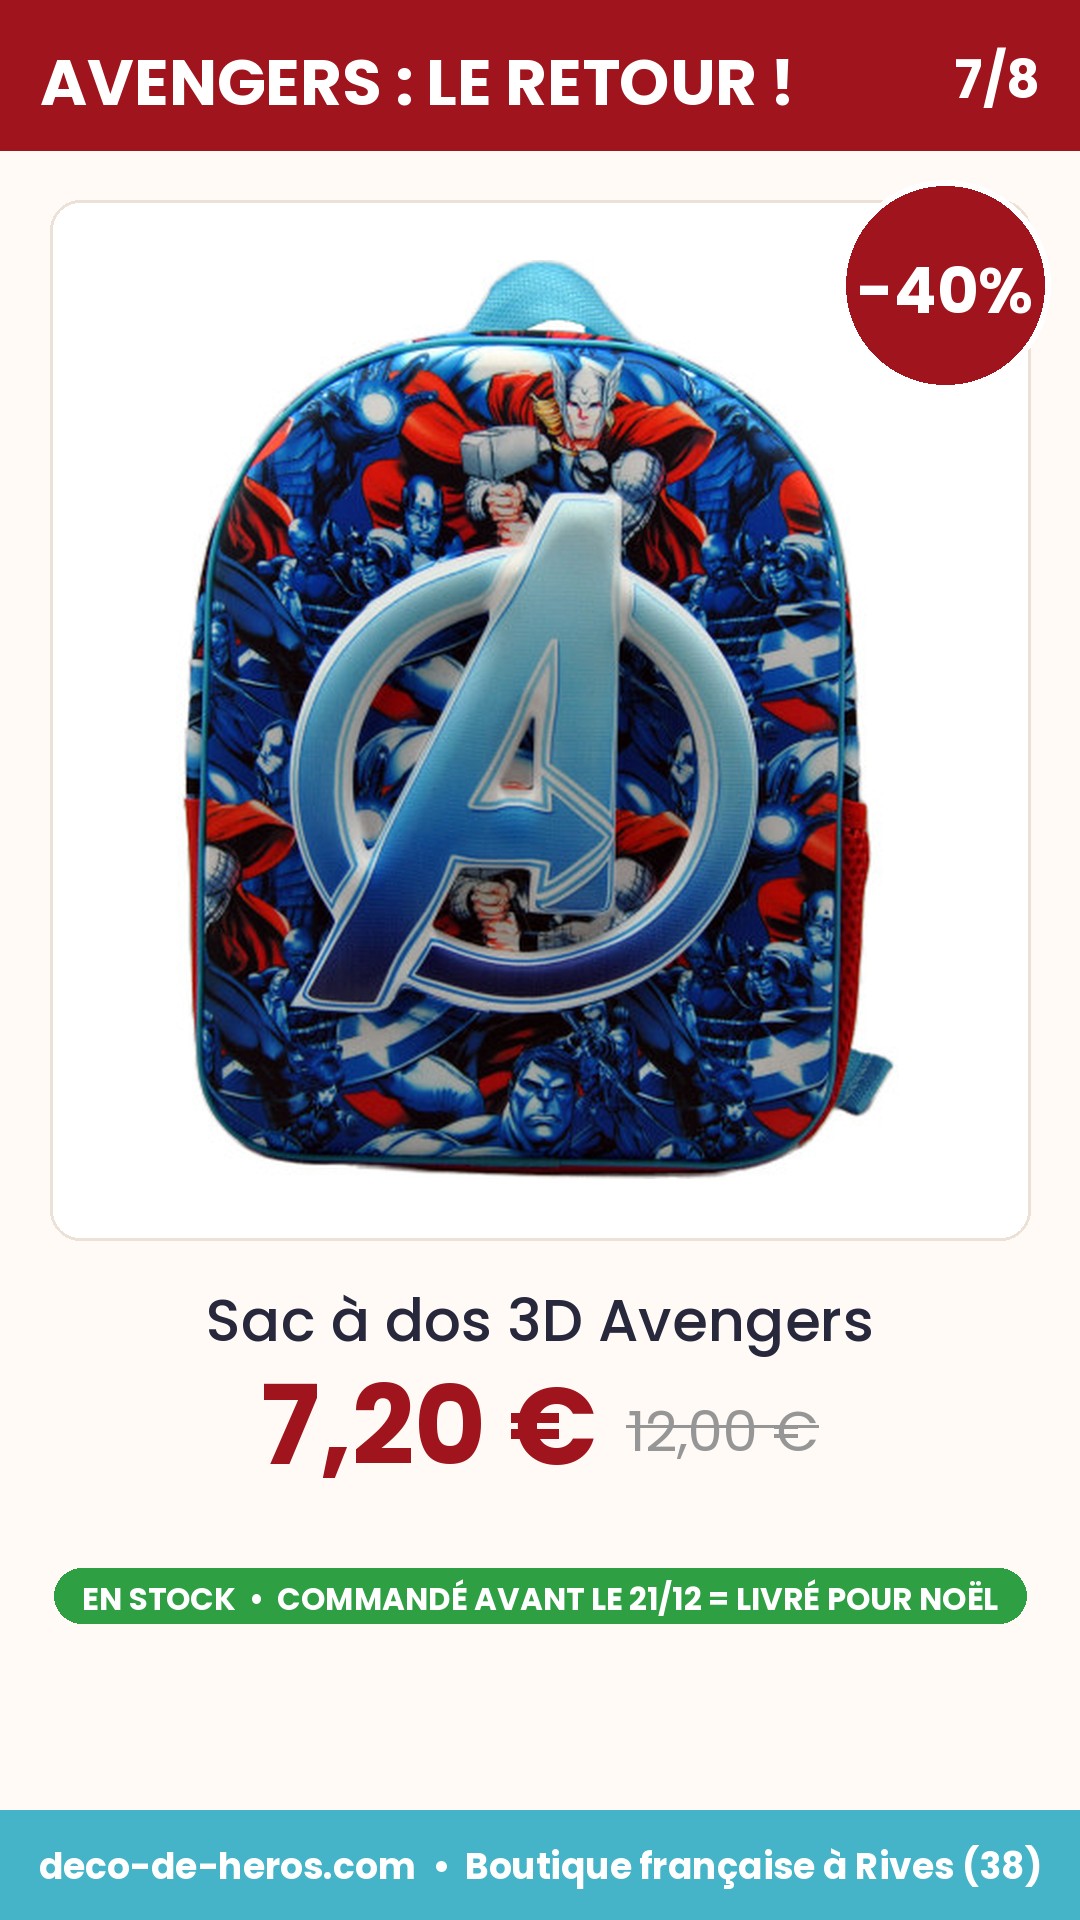 AVENGERS : LE RETOUR !
7/8
-40%
A
Sac à dos 3D Avengers
7,20 € 12,00 €
EN STOCK • COMMANDÉ AVANT LE 21/12 = LIVRÉ POUR NOËL
deco-de-heros.com • Boutique française à Rives (38)